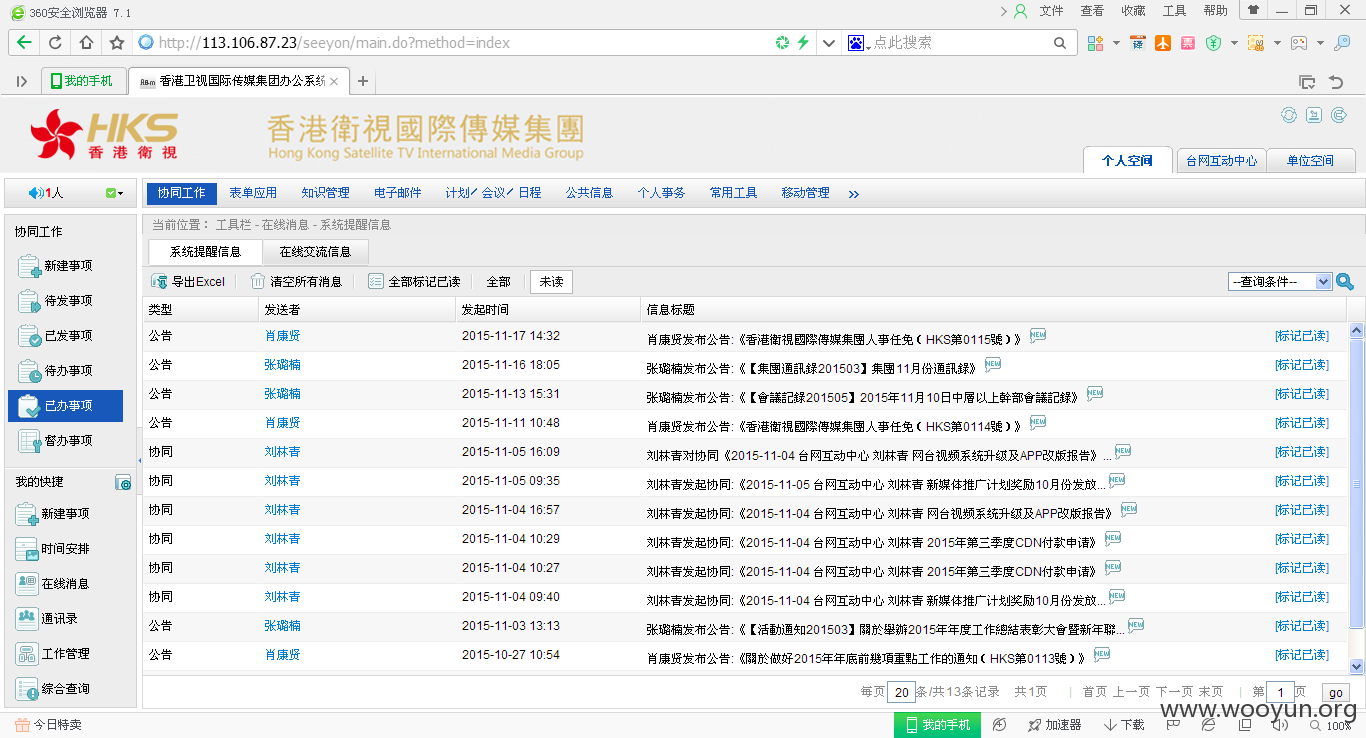 360安全浏览器 7.1
文件 查看 收藏 工具 帮助
http://113.106.87.23/seeyon/main.do?method=index
点此搜索
我的手机 香港卫视国际传媒集团办公系统
HKS
香港衛視
香港衛視國際傳媒集團
Hong Kong Satellite TV International Media Group
个人空间 台网互动中心 单位空间
1人
协同工作 表单应用 知识管理 电子邮件 计划/会议/日程 公共信息 个人事务 常用工具 移动管理 »
协同工作
新建事项
待发事项
已发事项
待办事项
已办事项
督办事项
我的快捷
新建事项
时间安排
在线消息
通讯录
工作管理
综合查询
当前位置： 工具栏 - 在线消息 - 系统提醒信息
系统提醒信息 在线交流信息
导出Excel 清空所有消息 全部标记已读 全部 未读 --查询条件--
类型 发送者 发起时间 信息标题
公告 肖康贤 2015-11-17 14:32 肖康贤发布公告:《香港衛視國際傳媒集團人事任免（HKS第0115號）》 NEW [标记已读]
公告 张璐楠 2015-11-16 18:05 张璐楠发布公告:《【集團通訊錄201503】集團11月份通訊錄》 NEW [标记已读]
公告 张璐楠 2015-11-13 15:31 张璐楠发布公告:《【會議記錄201505】2015年11月10日中層以上幹部會議記錄》 NEW [标记已读]
公告 肖康贤 2015-11-11 10:48 肖康贤发布公告:《香港衛視國際傳媒集團人事任免（HKS第0114號）》 NEW [标记已读]
协同 刘林青 2015-11-05 16:09 刘林青对协同《2015-11-04 台网互动中心 刘林青 网台视频系统升级及APP改版报告》... NEW [标记已读]
协同 刘林青 2015-11-05 09:35 刘林青发起协同:《2015-11-05 台网互动中心 刘林青 新媒体推广计划奖励10月份发放... NEW [标记已读]
协同 刘林青 2015-11-04 16:57 刘林青发起协同:《2015-11-04 台网互动中心 刘林青 网台视频系统升级及APP改版报告》 NEW [标记已读]
协同 刘林青 2015-11-04 10:29 刘林青发起协同:《2015-11-04 台网互动中心 刘林青 2015年第三季度CDN付款申请》 NEW [标记已读]
协同 刘林青 2015-11-04 10:27 刘林青发起协同:《2015-11-04 台网互动中心 刘林青 2015年第三季度CDN付款申请》 NEW [标记已读]
协同 刘林青 2015-11-04 09:40 刘林青发起协同:《2015-11-04 台网互动中心 刘林青 新媒体推广计划奖励10月份发放... NEW [标记已读]
公告 张璐楠 2015-11-03 13:13 张璐楠发布公告:《【活動通知201503】關於舉辦2015年年度工作總結表彰大會暨新年聯... NEW [标记已读]
公告 肖康贤 2015-10-27 10:54 肖康贤发布公告:《關於做好2015年年底前幾項重點工作的通知（HKS第0113號）》 NEW [标记已读]
每页 20 条/共13条记录 共1页 | 首页 上一页 下一页 末页 | 第 1 页 go
www.wooyun.org
今日特卖 我的手机 加速器 下载 100%